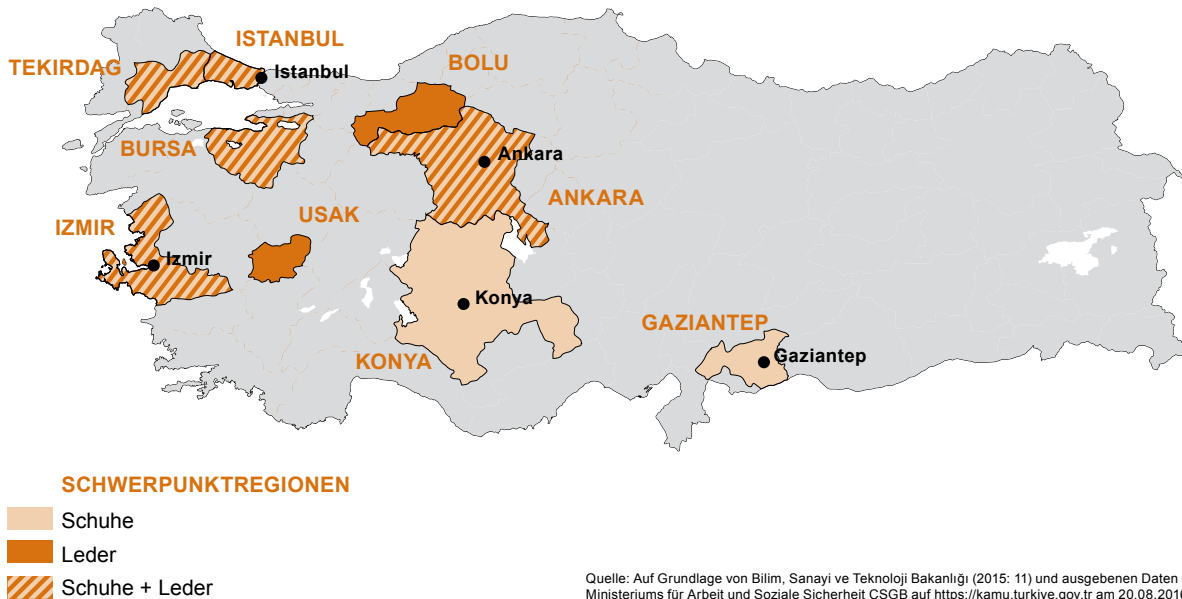 ISTANBUL
TEKIRDAG
Istanbul
BOLU
BURSA
Ankara
ANKARA
IZMIR
USAK
Izmir
Konya
GAZIANTEP
Gaziantep
KONYA
SCHWERPUNKTREGIONEN
Schuhe
Leder
Schuhe + Leder
Quelle: Auf Grundlage von Bilim, Sanayi ve Teknoloji Bakanlığı (2015: 11) und ausgebenen Daten
Ministeriums für Arbeit und Soziale Sicherheit CSGB auf https://kamu.turkiye.gov.tr am 20.08.2016